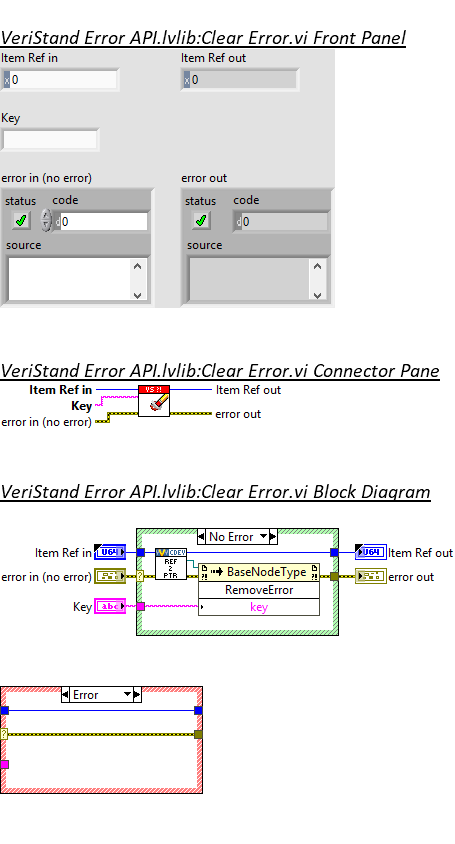 VeriStand Error API.lvlib:Clear Error.vi Front Panel
Item Ref in
Item Ref out
x 0
x 0
Key
error in (no error)
error out
status code
status code
d 0
d 0
source
source
VeriStand Error API.lvlib:Clear Error.vi Connector Pane
Item Ref in
Item Ref out
VS ?!
Key
error out
error in (no error)
VeriStand Error API.lvlib:Clear Error.vi Block Diagram
No Error
Item Ref in
U64
CDEV
U64
Item Ref out
REF
2
PTR
error in (no error)
?
?! BaseNodeType ?!
error out
RemoveError
Key
abc
key
Error
?